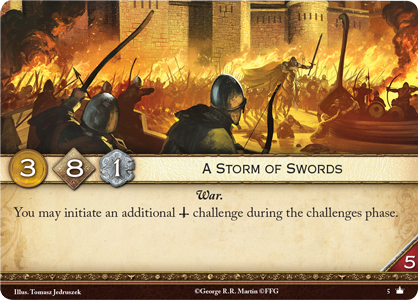 3 8 1 A Storm of Swords
War.
You may initiate an additional challenge during the challenges phase.
5
Illus. Tomasz Jedruszek ©George R.R. Martin ©FFG 5